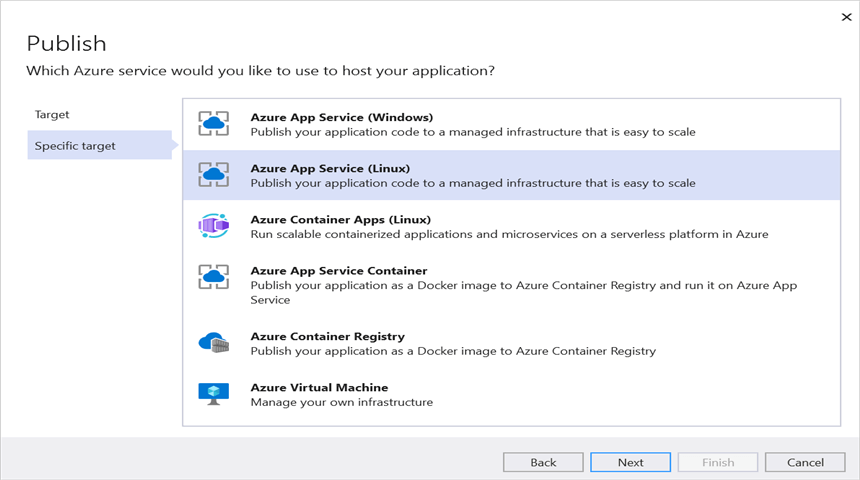 Publish
Which Azure service would you like to use to host your application?
Target
Specific target
Azure App Service (Windows)
Publish your application code to a managed infrastructure that is easy to scale
Azure App Service (Linux)
Publish your application code to a managed infrastructure that is easy to scale
Azure Container Apps (Linux)
Run scalable containerized applications and microservices on a serverless platform in Azure
Azure App Service Container
Publish your application as a Docker image to Azure Container Registry and run it on Azure App
Service
Azure Container Registry
Publish your application as a Docker image to Azure Container Registry
Azure Virtual Machine
Manage your own infrastructure
Back
Next
Finish
Cancel